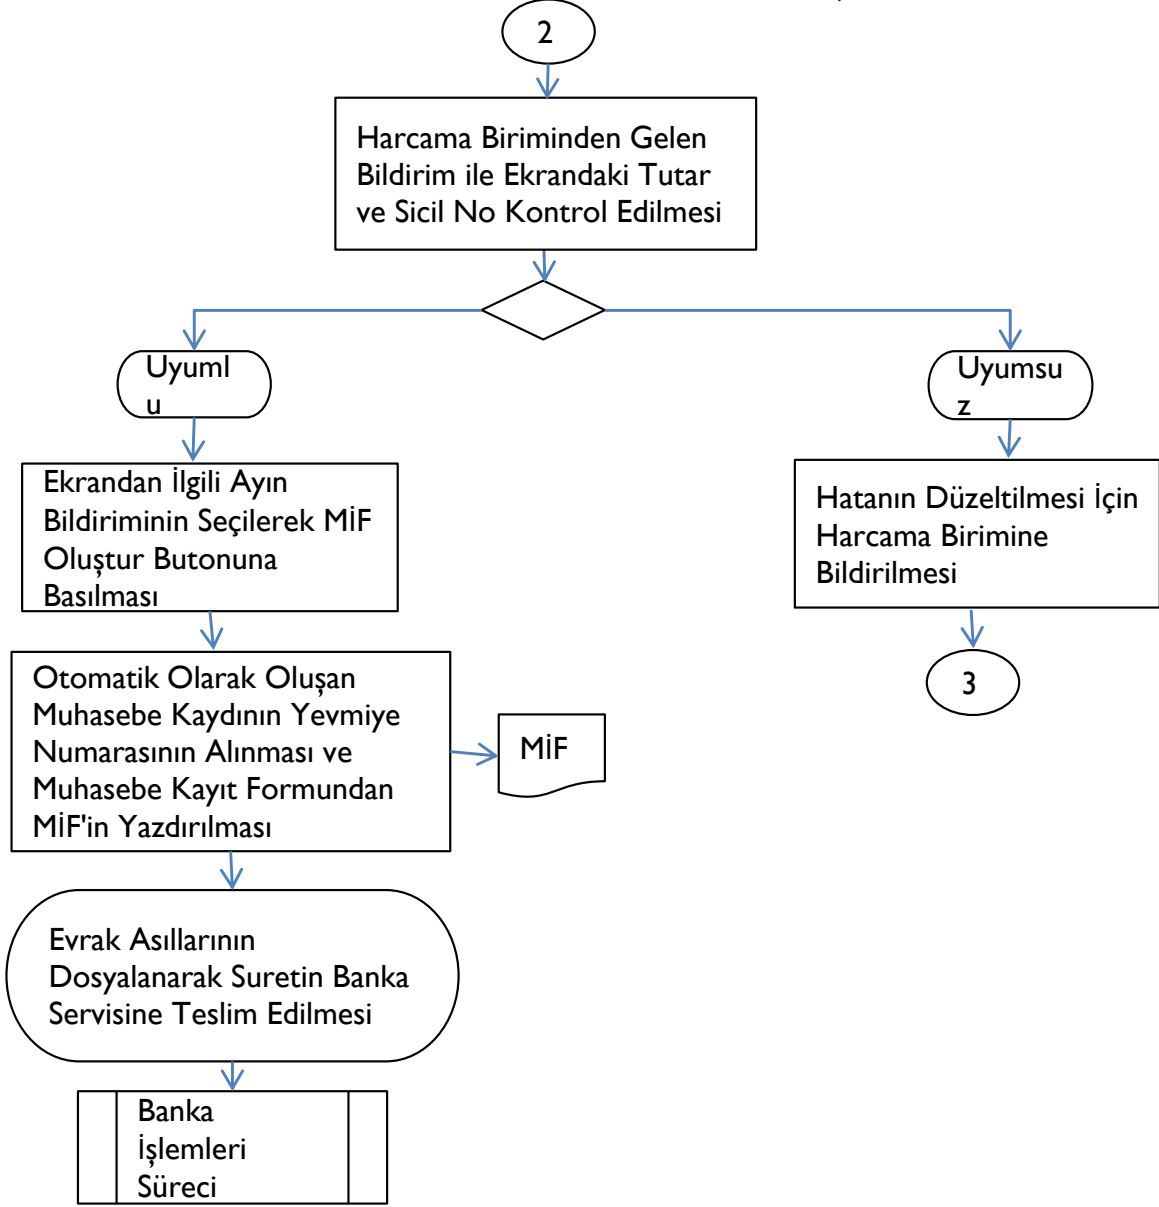 2
Harcama Biriminden Gelen
Bildirim ile Ekrandaki Tutar
ve Sicil No Kontrol Edilmesi
Uyuml
u
Uyumsu
z
Ekrandan İlgili Ayın
Bildiriminin Seçilerek MİF
Oluştur Butonuna
Basılması
Hatanın Düzeltilmesi İçin
Harcama Birimine
Bildirilmesi
Otomatik Olarak Oluşan
Muhasebe Kaydının Yevmiye
Numarasının Alınması ve
Muhasebe Kayıt Formundan
MİF'in Yazdırılması
MİF
3
Evrak Asıllarının
Dosyalanarak Suretin Banka
Servisine Teslim Edilmesi
Banka
İşlemleri
Süreci